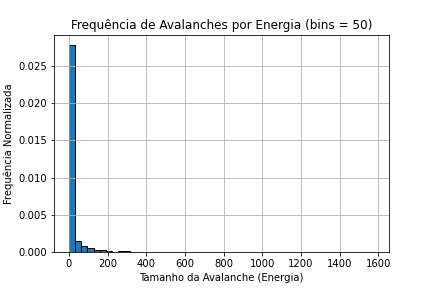 Frequência de Avalanches por Energia (bins = 50)
Frequência Normalizada
0.025
0.020
0.015
0.010
0.005
0.000
0 200 400 600 800 1000 1200 1400 1600
Tamanho da Avalanche (Energia)